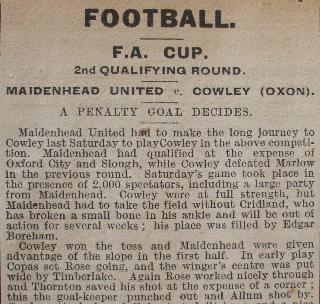 FOOTBALL.
F.A. CUP.
2nd QUALIFYING ROUND.
MAIDENHEAD UNITED v. COWLEY (OXON).
A PENALTY GOAL DECIDES.
Maidenhead United had to make the long journey to
Cowley last Saturday to play Cowley in the above competi-
tion. Maidenhead had qualified at the expense of
Oxford City and Slough, while Cowley defeated Marlow
in the previous round. Saturday's game took place in
the presence of 2,000 spectators, including a large party
from Maidenhead. Cowley were at full strength, but
Maidenhead had to take the field without Cridland, who
has broken a small bone in his ankle and will be out of
action for several weeks; his place was filled by Edgar
Boreham.
Cowley won the toss and Maidenhead were given
advantage of the slope in the first half. In early play
Copas set Rose going, and the winger's centre was put
wide by Timberlake. Again Rose worked nicely through
and Thornton saved his shot at the expense of a corner;
this the goal-keeper punched out and Allum shot by.